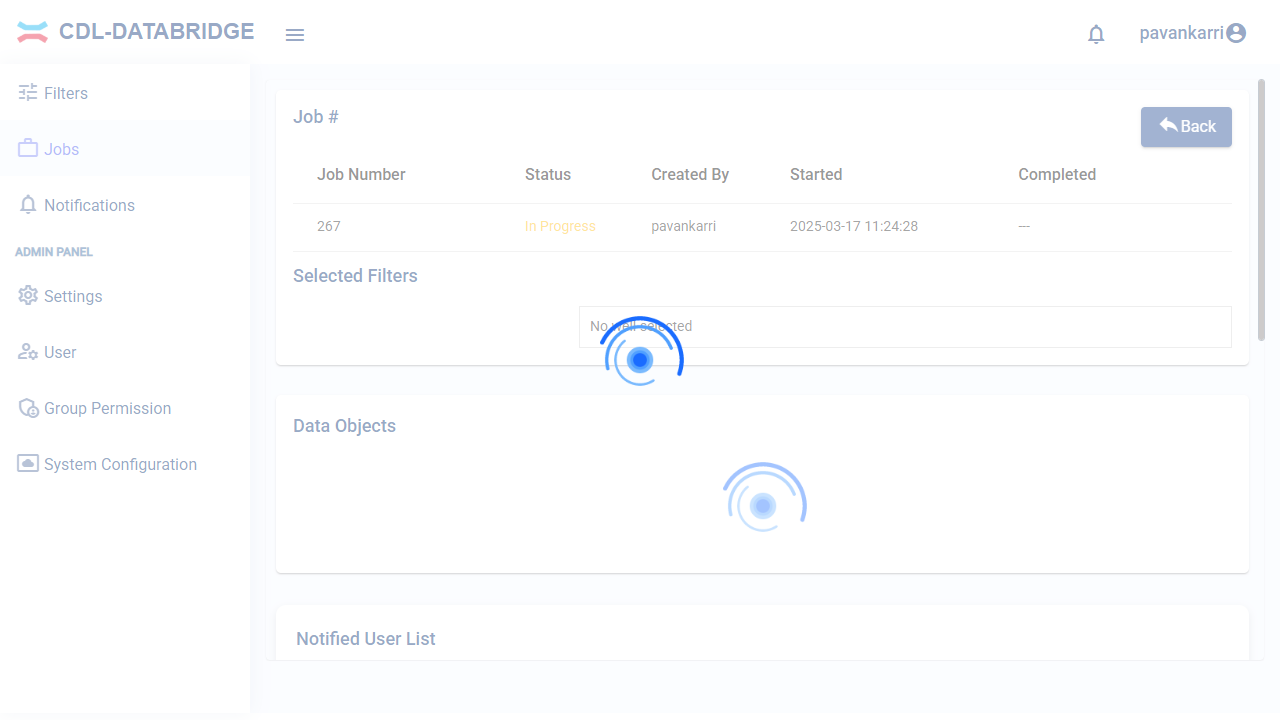 CDL-DATABRIDGE
pavankarri
Filters
Jobs
Notifications
ADMIN PANEL
Settings
User
Group Permission
System Configuration
Job #
Back
Job Number Status Created By Started Completed
267 In Progress pavankarri 2025-03-17 11:24:28 ---
Selected Filters
No well selected
Data Objects
Notified User List